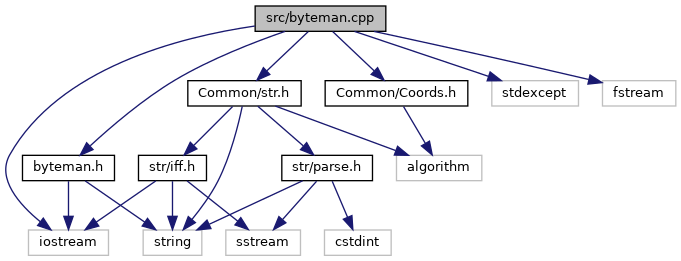 src/byteman.cpp
Common/str.h
Common/Coords.h
stdexcept
fstream
byteman.h
str/iff.h
str/parse.h
algorithm
iostream
string
sstream
cstdint